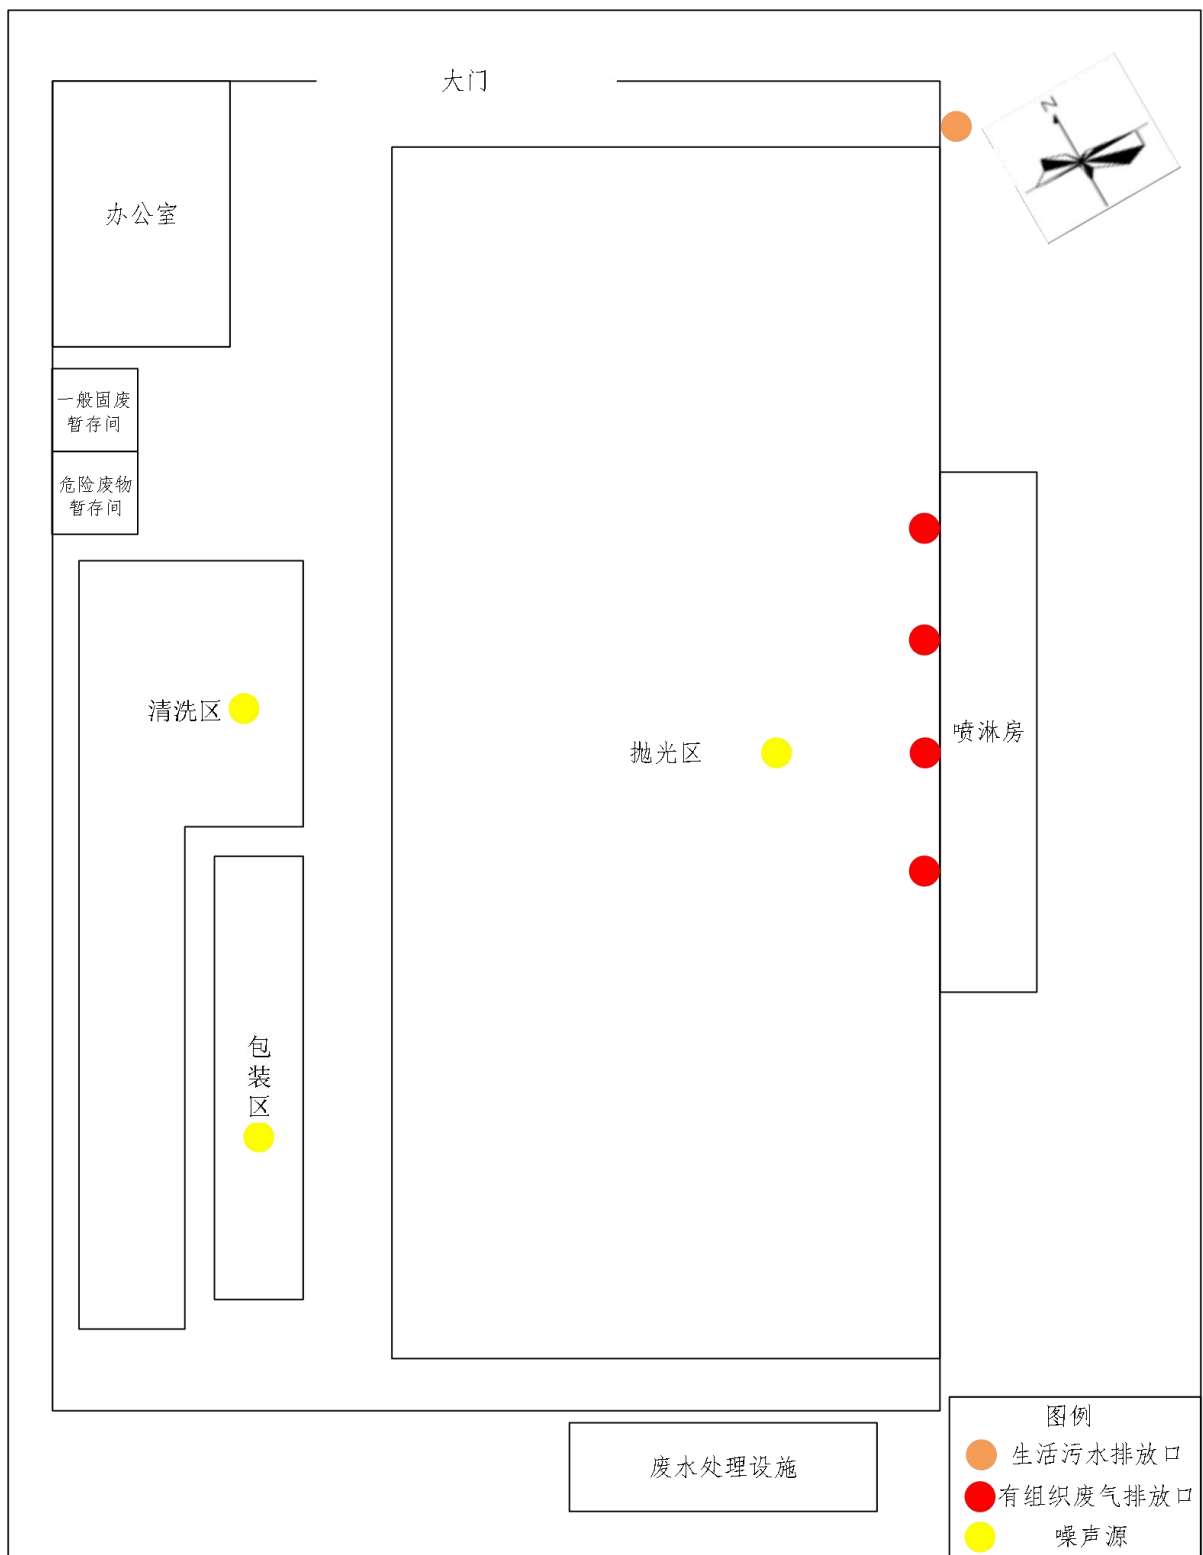 大门
N
办公室
一般固废
暂存间
危险废物
暂存间
清洗区
抛光区
喷淋房
包
装
区
废水处理设施
图例
生活污水排放口
有组织废气排放口
噪声源